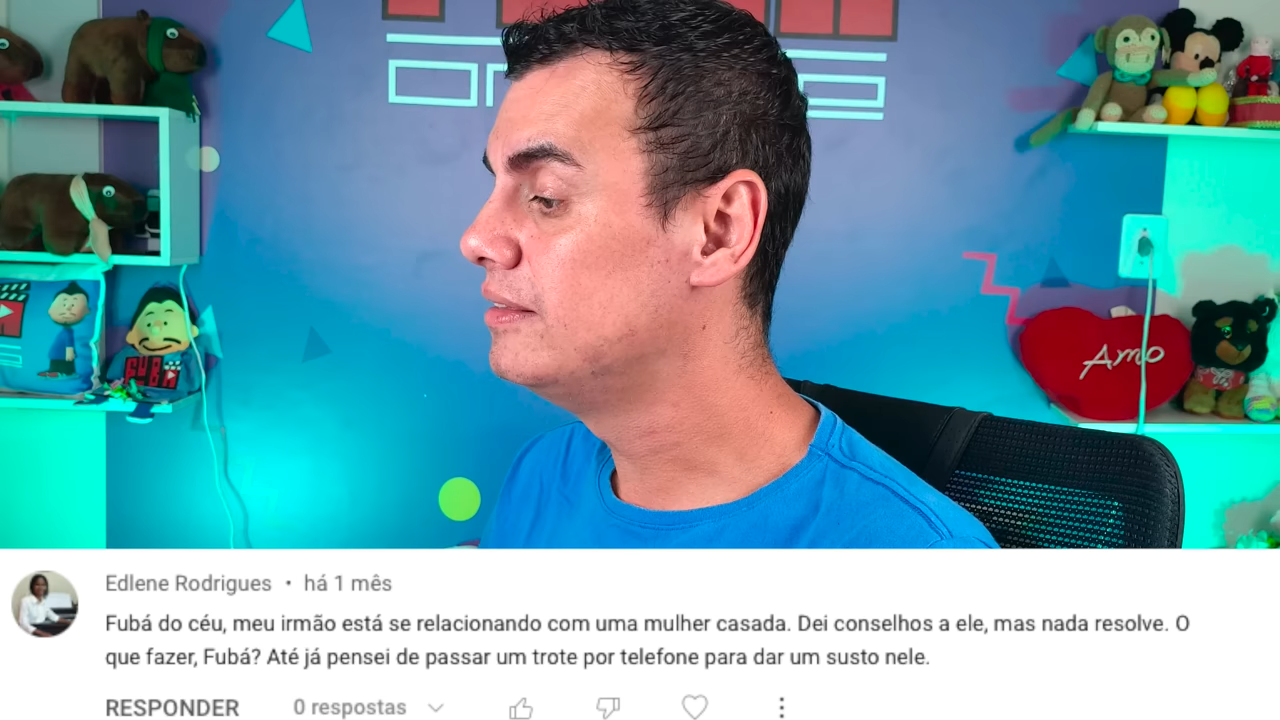 Amo
FUBÁ
Edlene Rodrigues • há 1 mês
Fubá do céu, meu irmão está se relacionando com uma mulher casada. Dei conselhos a ele, mas nada resolve. O
que fazer, Fubá? Até já pensei de passar um trote por telefone para dar um susto nele.
RESPONDER 0 respostas